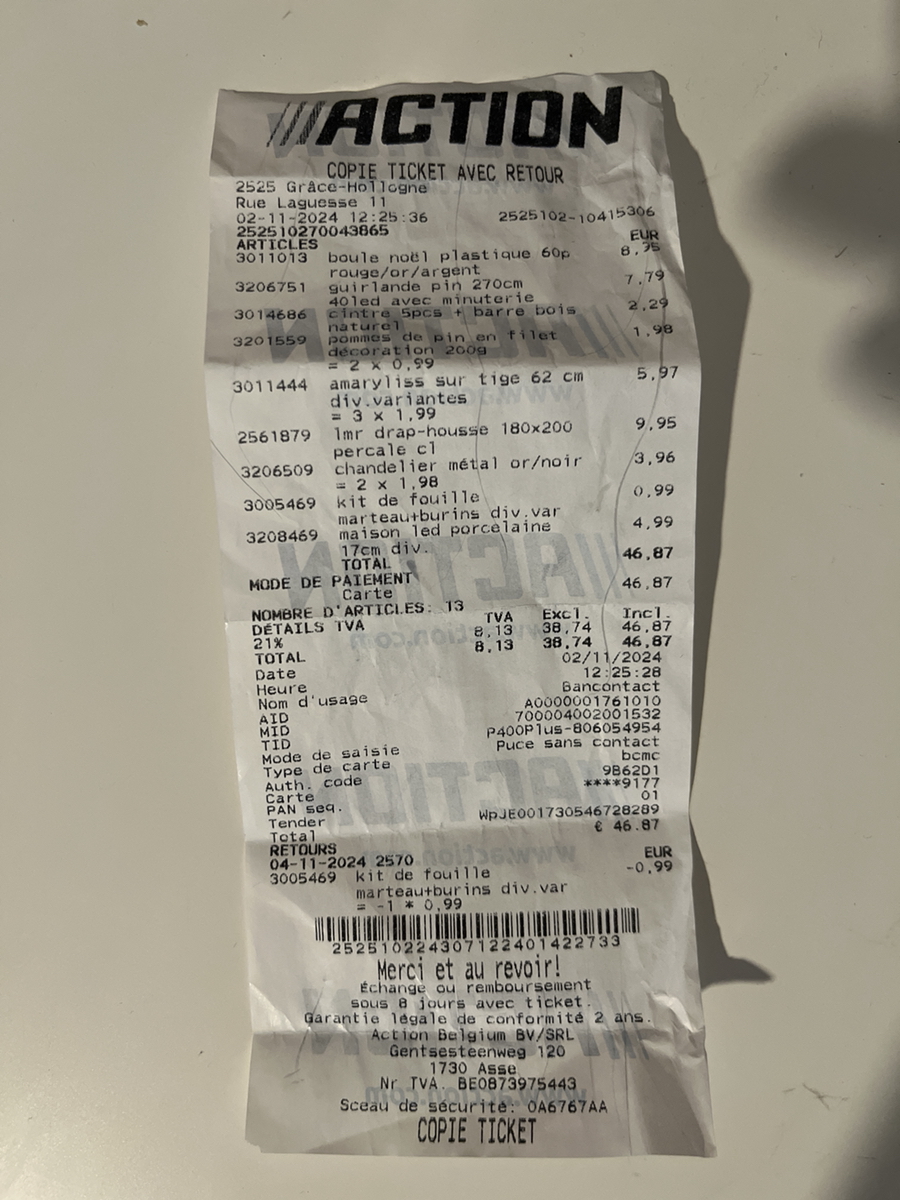 ///ACTION
COPIE TICKET AVEC RETOUR
2525 Grâce-Hollogne
Rue Laguesse 11
02-11-2024 12:25:36 2525102-10415306
252510270043865
ARTICLES EUR
3011013 boule noël plastique 60p 8,95
rouge/or/argent
3206751 guirlande pin 270cm 7,79
40led avec minuterie
3014686 cintre 5pcs + barre bois 2,29
naturel
3201559 pommes de pin en filet 1,98
décoration 200g
= 2 x 0,99
3011444 amaryliss sur tige 62 cm 5,97
div.variantes
= 3 x 1,99
2561879 lmr drap-housse 180x200 9,95
percale cl
3206509 chandelier métal or/noir 3,96
= 2 x 1,98
3005469 kit de fouille 0,99
marteau+burins div.var
3208469 maison led porcelaine 4,99
17cm div.
TOTAL 46,87
MODE DE PAIEMENT
Carte 46,87
NOMBRE D'ARTICLES: 13
DÉTAILS TVA TVA Excl. Incl.
21% 8,13 38,74 46,87
TOTAL 8,13 38,74 46,87
Date 02/11/2024
Heure 12:25:28
Nom d'usage Bancontact
AID A0000001761010
MID 700004002001532
TID P400Plus-806054954
Mode de saisie Puce sans contact
Type de carte bcmc
Auth. code 9B62D1
Carte ****9177
PAN seq. 01
Tender WpJE001730546728289
Total € 46.87
RETOURS
04-11-2024 2570 EUR
3005469 kit de fouille -0,99
marteau+burins div.var
= -1 * 0,99
2525102243071224014227​33
Merci et au revoir!
Échange ou remboursement
sous 8 jours avec ticket.
Garantie légale de conformité 2 ans.
Action Belgium BV/SRL
Gentsesteenweg 120
1730 Asse
Nr TVA. BE0873975443
Sceau de sécurité: 0A6767AA
COPIE TICKET